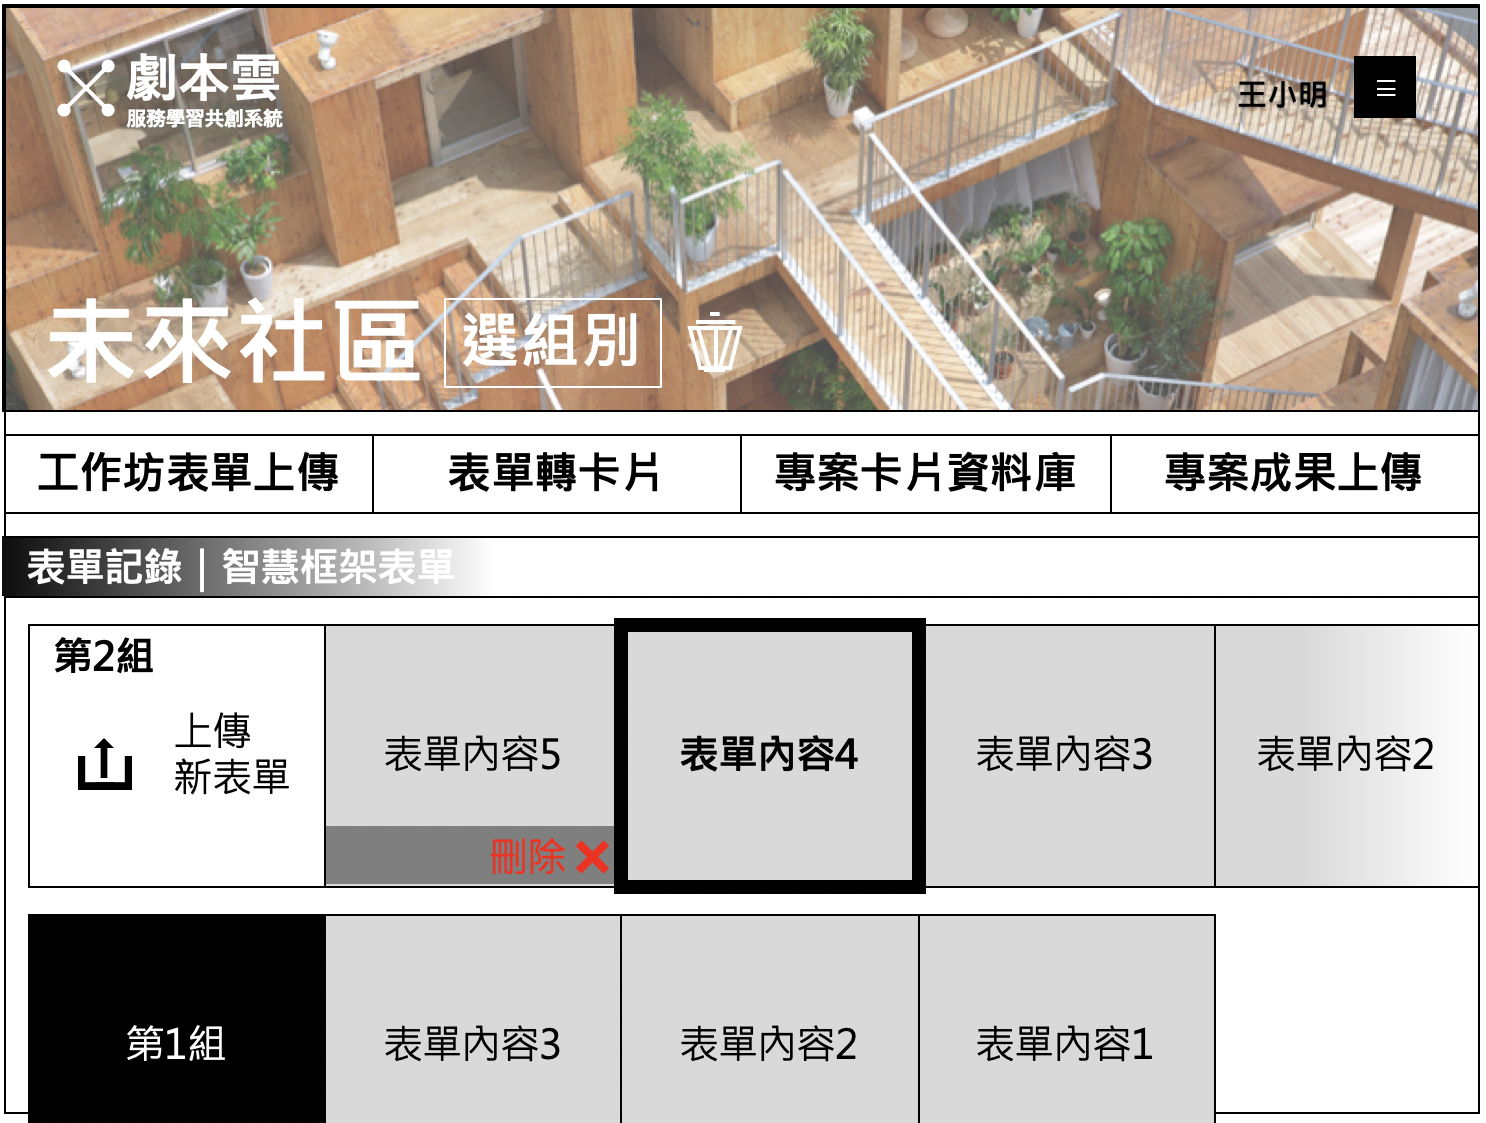 劇本雲
服務學習共創系統
王小明
未來社區
選組別
工作坊表單上傳
表單轉卡片
專案卡片資料庫
專案成果上傳
表單記錄｜智慧框架表單
第2組
上傳
新表單
表單內容5
刪除
表單內容4
表單內容3
表單內容2
第1組
表單內容3
表單內容2
表單內容1